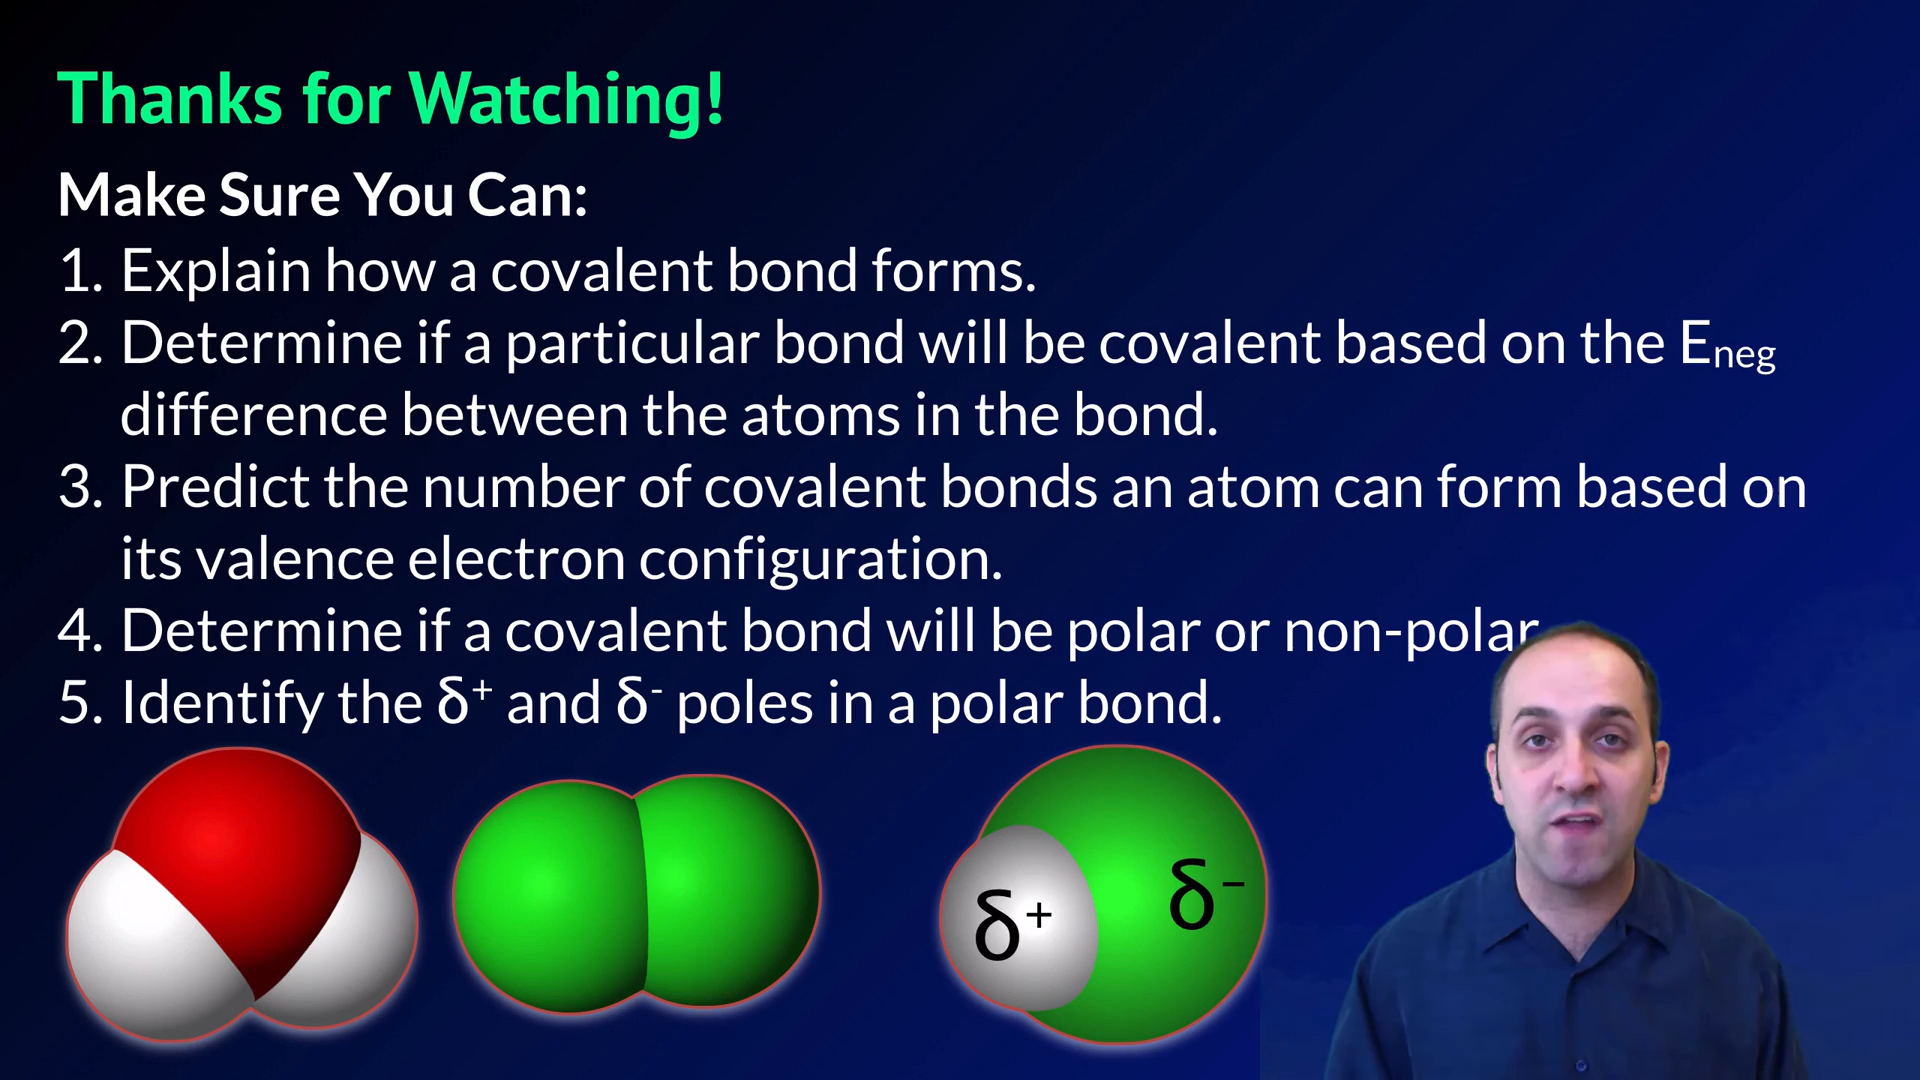 Thanks for Watching!
Make Sure You Can:
1. Explain how a covalent bond forms.
2. Determine if a particular bond will be covalent based on the Eneg
difference between the atoms in the bond.
3. Predict the number of covalent bonds an atom can form based on
its valence electron configuration.
4. Determine if a covalent bond will be polar or non-polar
5. Identify the δ⁺ and δ⁻ poles in a polar bond.
δ⁺ δ⁻